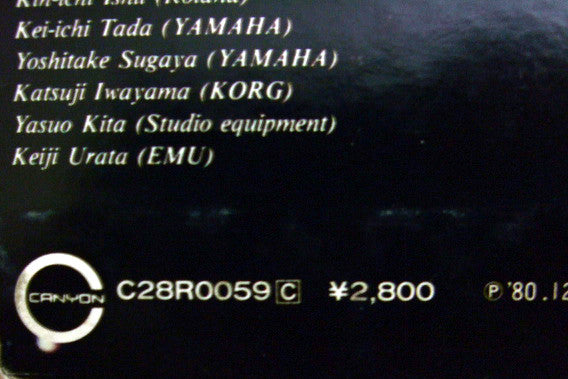 Kei-ichi Tada (YAMAHA)
Yoshitake Sugaya (YAMAHA)
Katsuji Iwayama (KORG)
Yasuo Kita (Studio equipment)
Keiji Urata (EMU)
CANYON C28R0059 C ¥2,800 Ⓟ '80.12